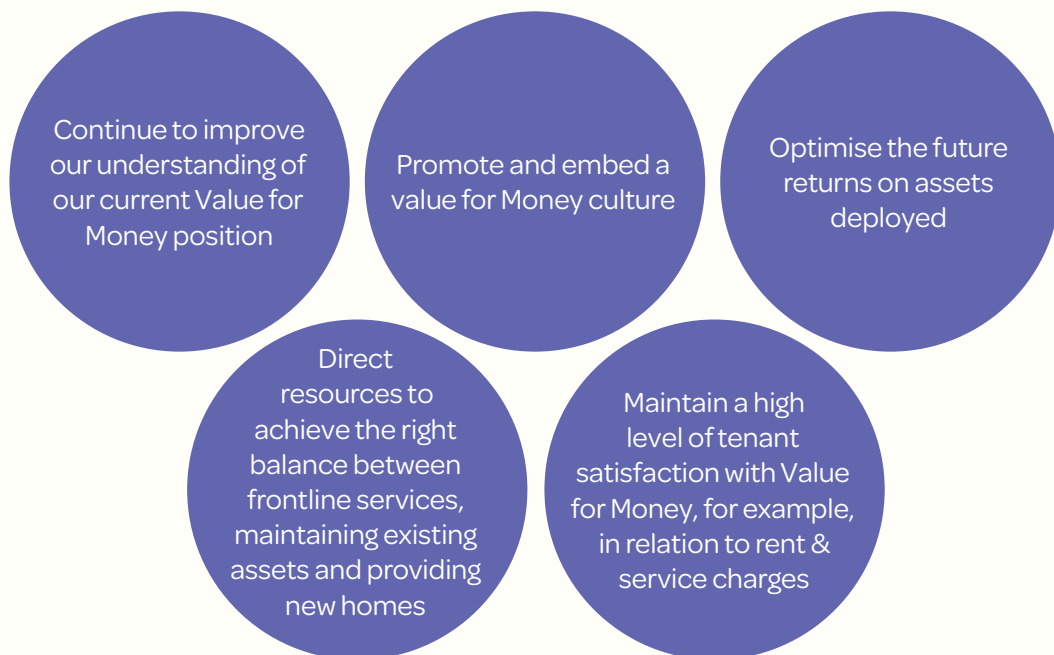 Continue to improve
our understanding of
our current Value for
Money position
Promote and embed a
value for Money culture
Optimise the future
returns on assets
deployed
Direct
resources to
achieve the right
balance between
frontline services,
maintaining existing
assets and providing
new homes
Maintain a high
level of tenant
satisfaction with Value
for Money, for example,
in relation to rent &
service charges